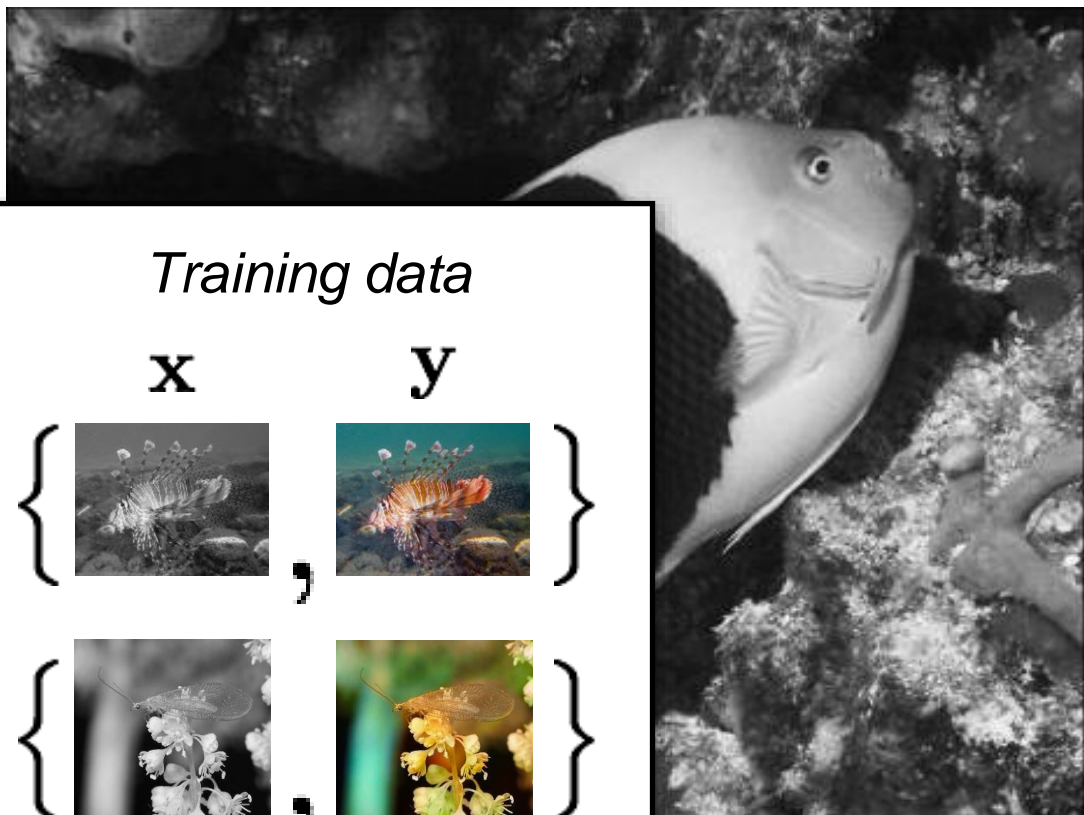 Training data
x y
{ , }
{ , }